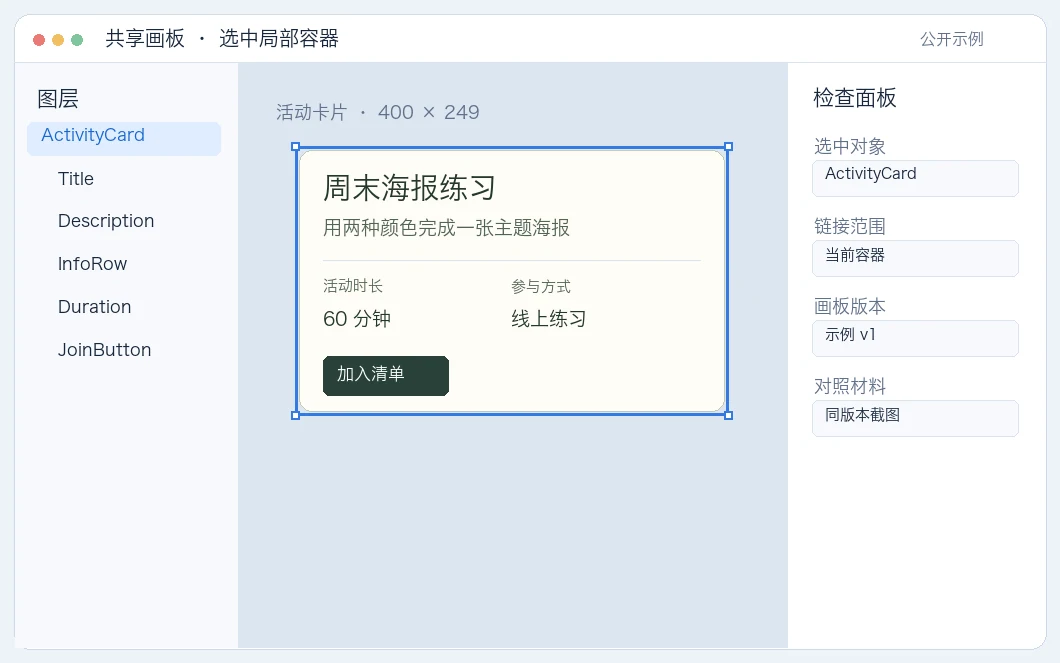 共享画板 · 选中局部容器
公开示例
图层
ActivityCard
Title
Description
InfoRow
Duration
JoinButton
活动卡片 · 400 × 249
周末海报练习
用两种颜色完成一张主题海报
活动时长
参与方式
60 分钟
线上练习
加入清单
检查面板
选中对象
ActivityCard
链接范围
当前容器
画板版本
示例 v1
对照材料
同版本截图